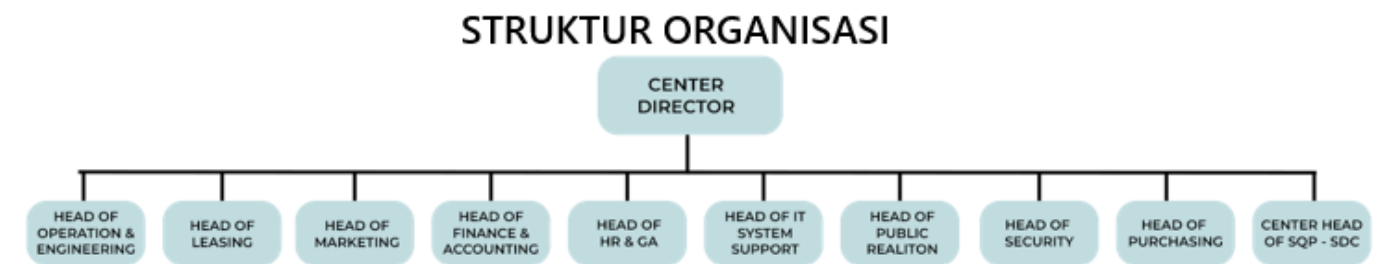 STRUKTUR ORGANISASI
CENTER
DIRECTOR
HEAD OF
OPERATION &
ENGINEERING
HEAD OF
LEASING
HEAD OF
MARKETING
HEAD OF
FINANCE &
ACCOUNTING
HEAD OF
HR & GA
HEAD OF IT
SYSTEM
SUPPORT
HEAD OF
PUBLIC
REALITON
HEAD OF
SECURITY
HEAD OF
PURCHASING
CENTER HEAD
OF SQP - SDC